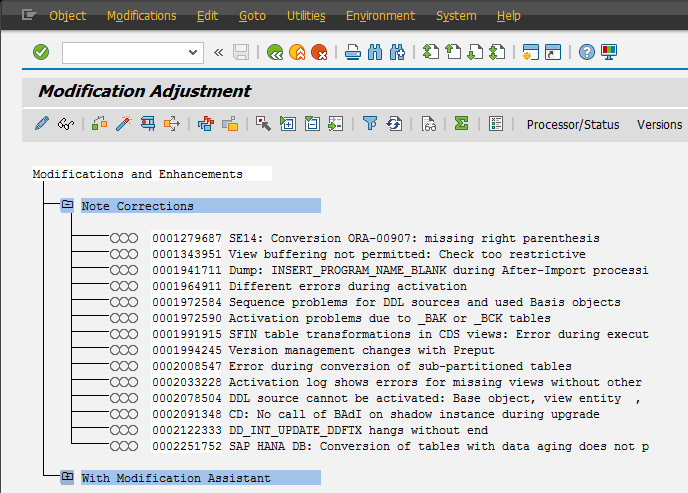 Object Modifications Edit Goto Utilities Environment System Help
Modification Adjustment
Processor/Status Versions
Modifications and Enhancements
Note Corrections
0001279687 SE14: Conversion ORA-00907: missing right parenthesis
0001343951 View buffering not permitted: Check too restrictive
0001941711 Dump: INSERT_PROGRAM_NAME_BLANK during After-Import processi
0001964911 Different errors during activation
0001972584 Sequence problems for DDL sources and used Basis objects
0001972590 Activation problems due to _BAK or _BCK tables
0001991915 SFIN table transformations in CDS views: Error during execut
0001994245 Version management changes with Preput
0002008547 Error during conversion of sub-partitioned tables
0002033228 Activation log shows errors for missing views without other
0002078504 DDL source cannot be activated: Base object, view entity ,
0002091348 CD: No call of BAdI on shadow instance during upgrade
0002122333 DD_INT_UPDATE_DDFTX hangs without end
0002251752 SAP HANA DB: Conversion of tables with data aging does not p
With Modification Assistant